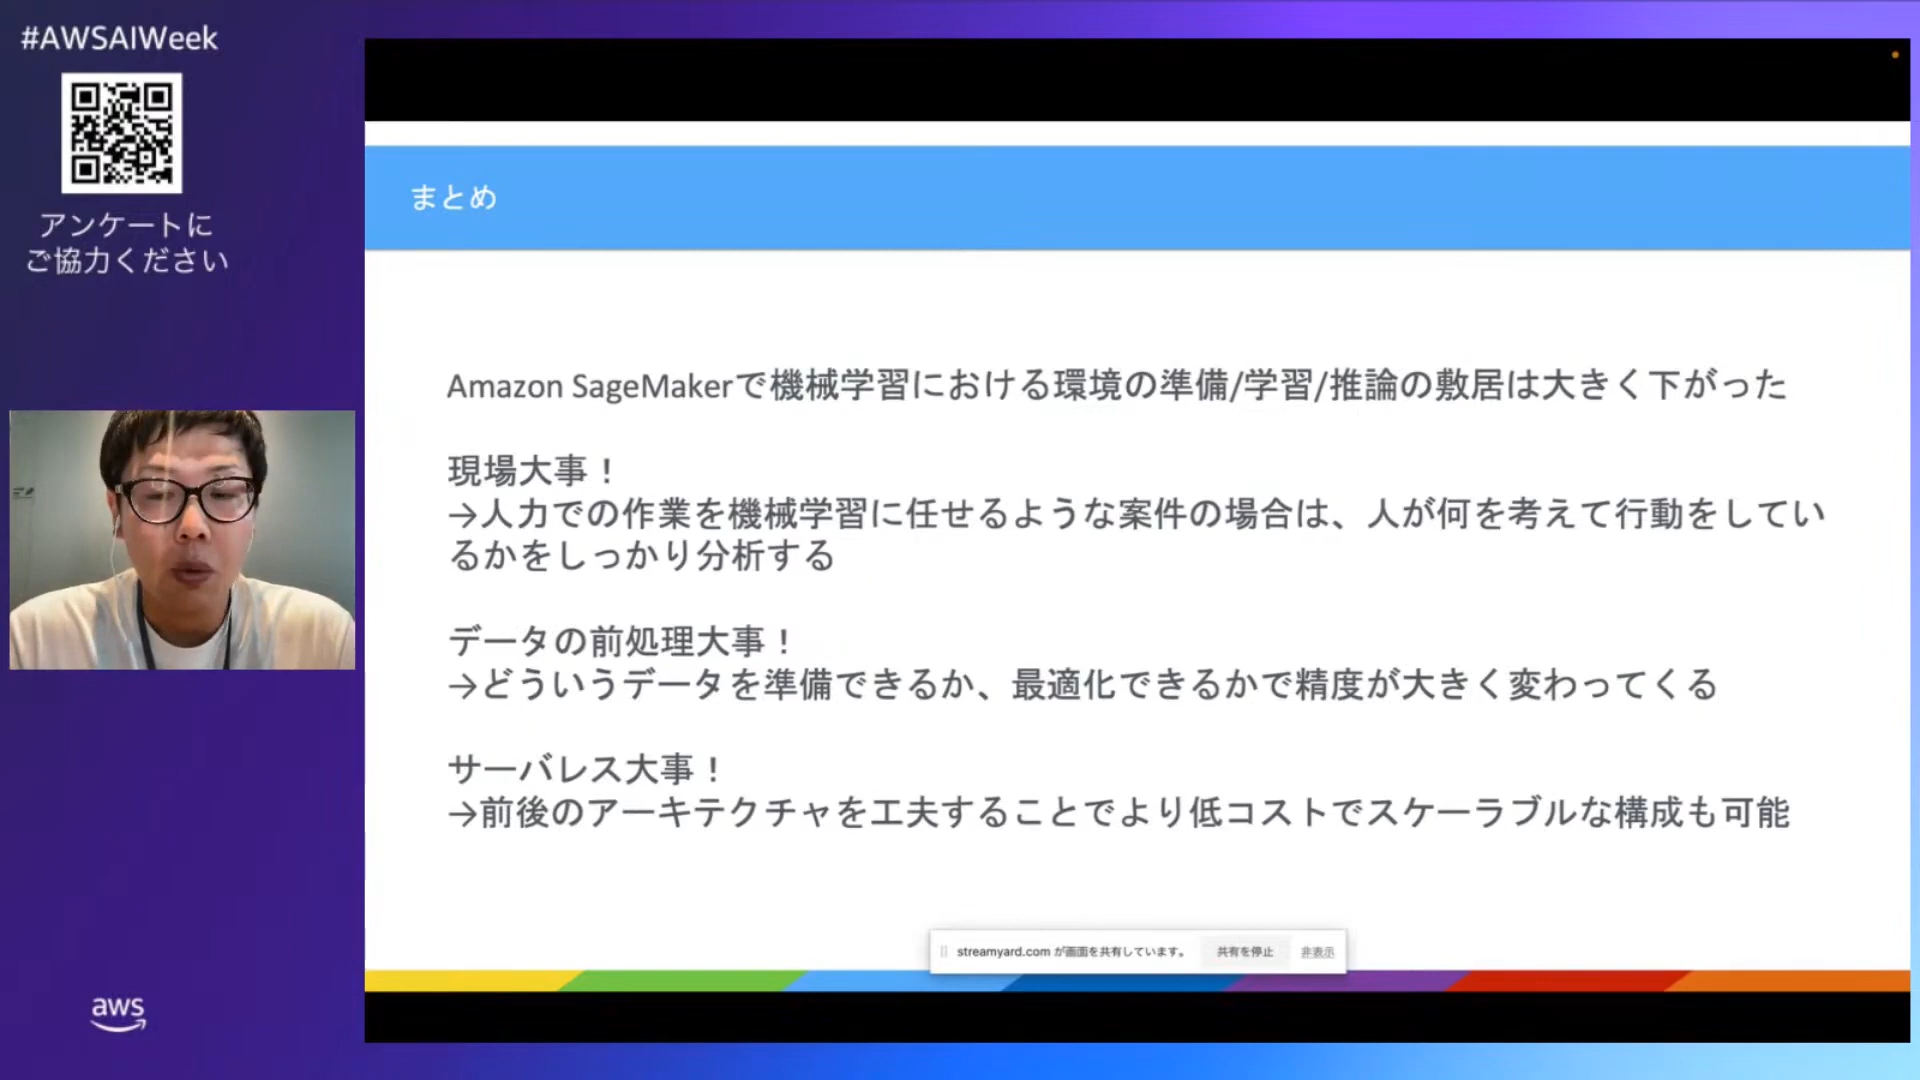 #AWSAIWeek
アンケートに
ご協力ください
aws
まとめ
Amazon SageMakerで機械学習における環境の準備/学習/推論の敷居は大きく下がった
現場大事！
→人力での作業を機械学習に任せるような案件の場合は、人が何を考えて行動をしてい
るかをしっかり分析する
データの前処理大事！
→どういうデータを準備できるか、最適化できるかで精度が大きく変わってくる
サーバレス大事！
→前後のアーキテクチャを工夫することでより低コストでスケーラブルな構成も可能
streamyard.com が画面を共有しています。 共有を停止 非表示